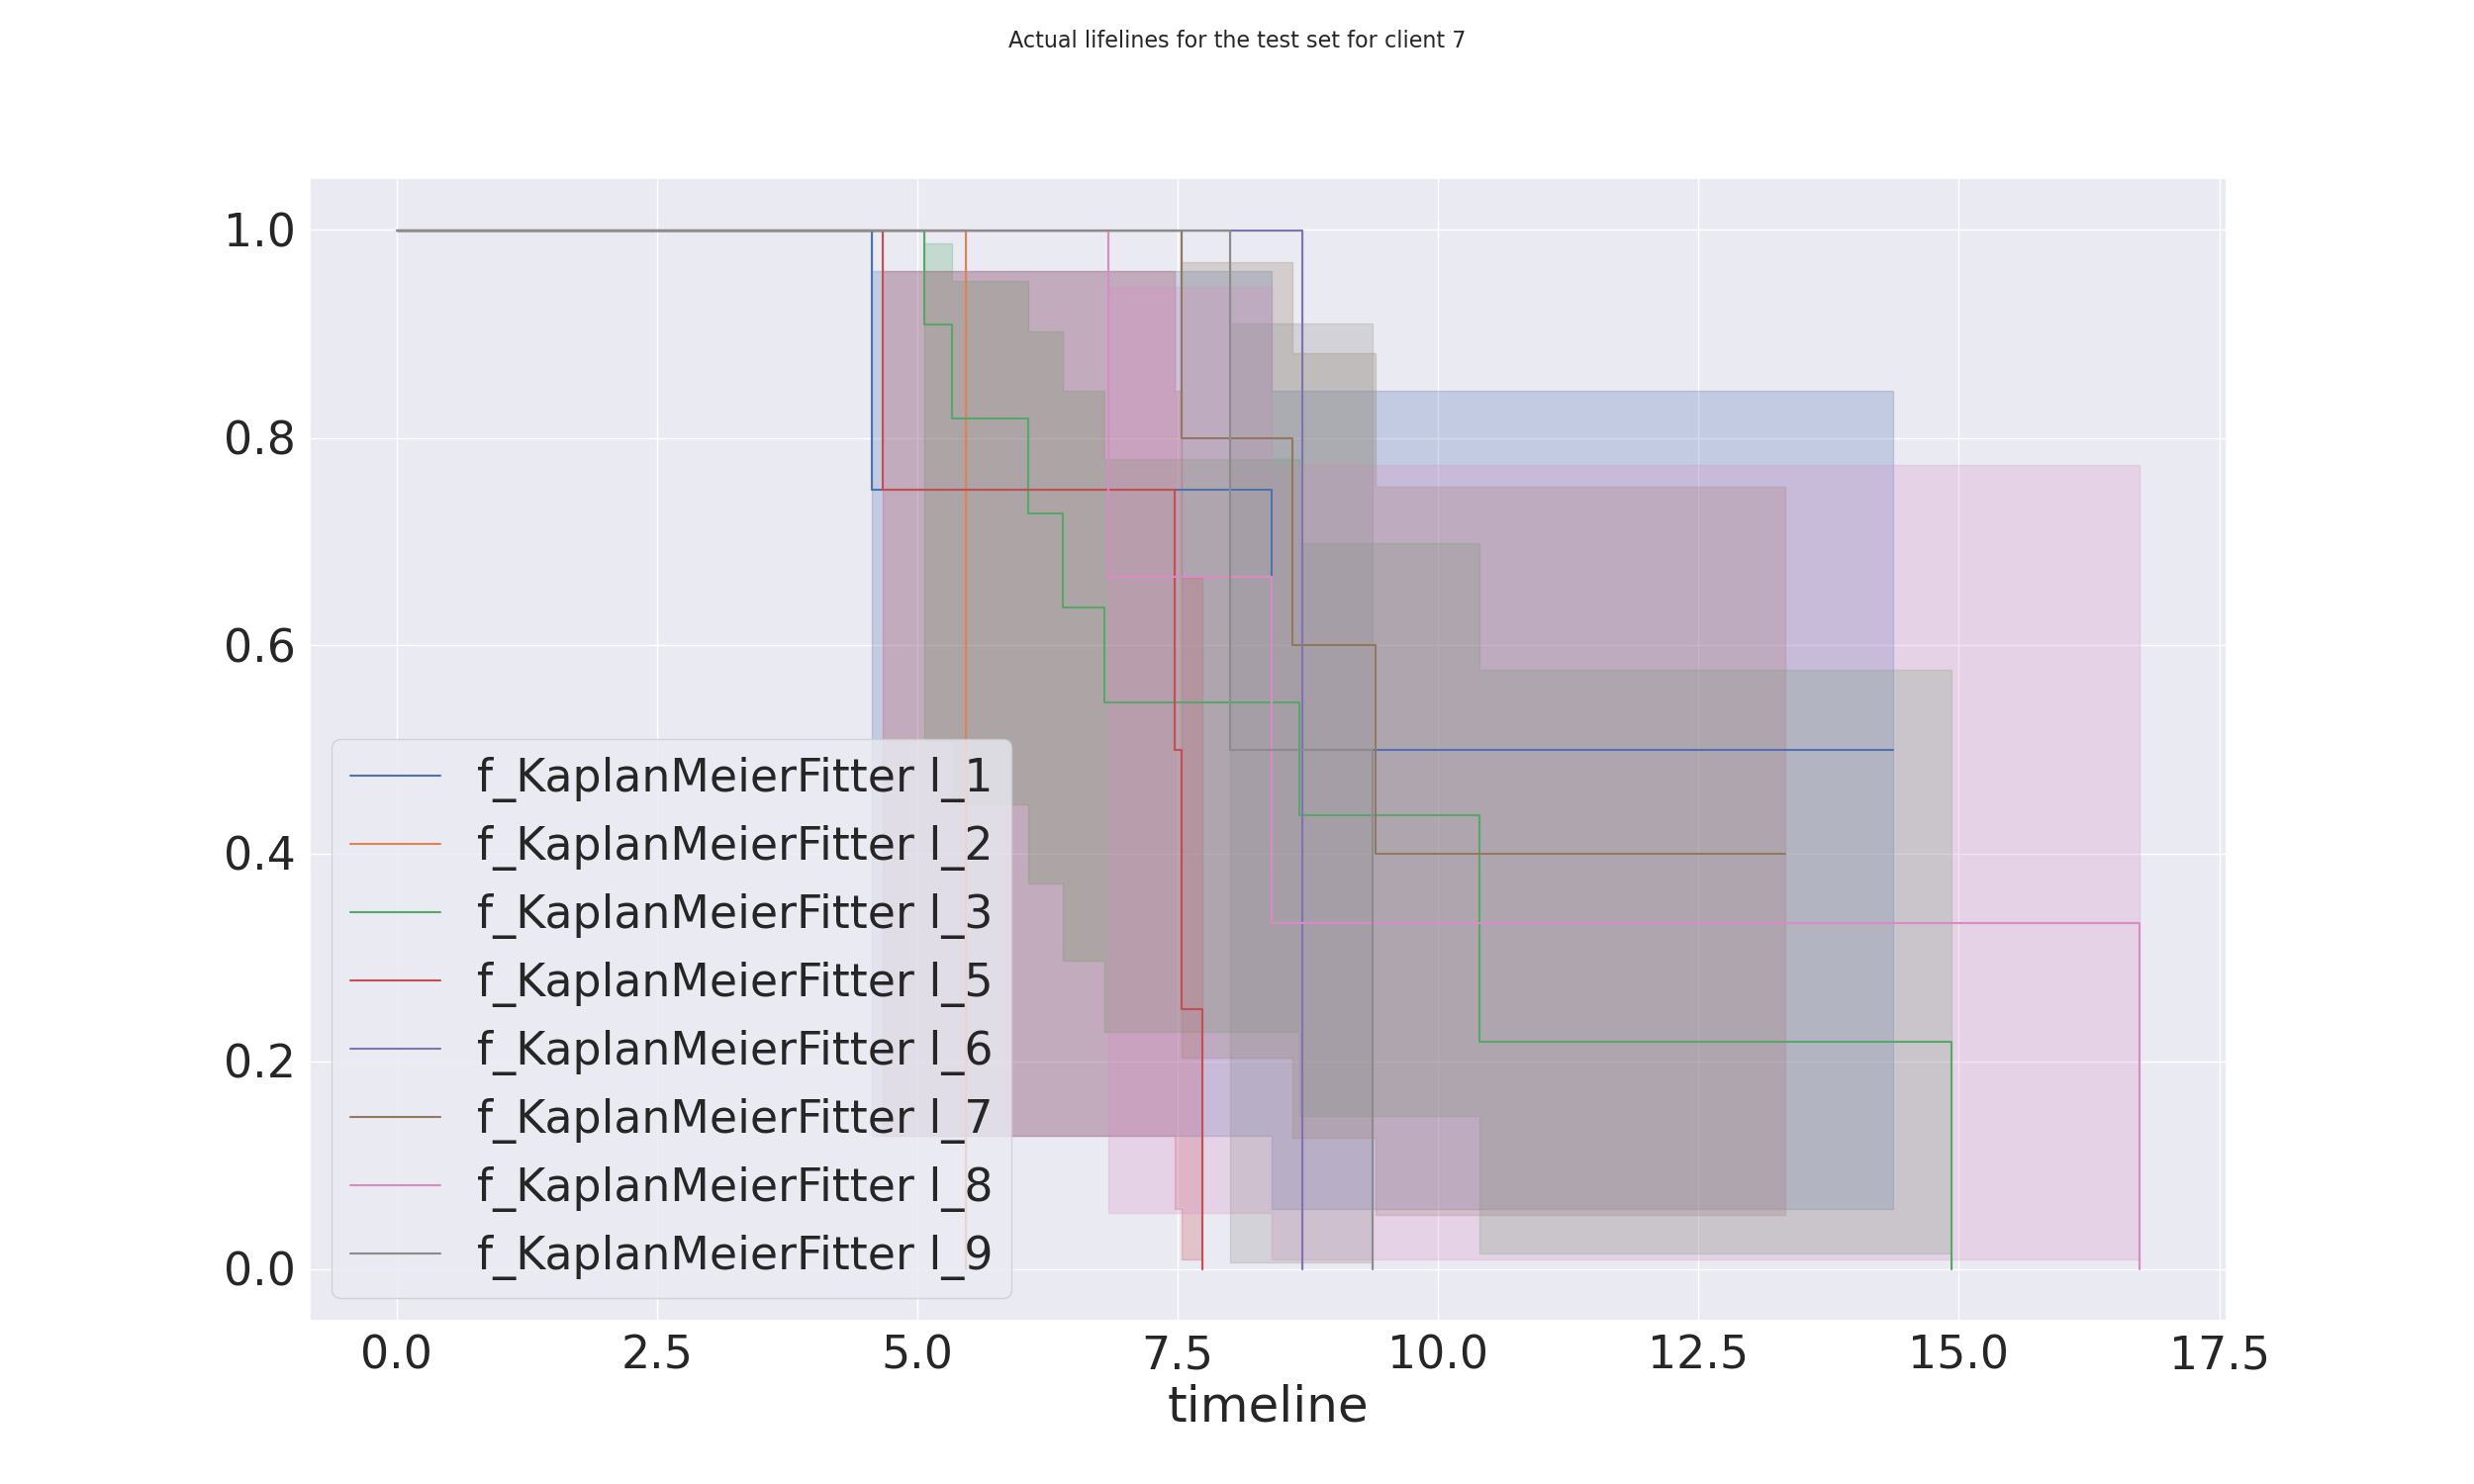 Actual lifelines for the test set for client 7
1.0
0.8
0.6
0.4
0.2
0.0
f_KaplanMeierFitter l_1
f_KaplanMeierFitter l_2
f_KaplanMeierFitter l_3
f_KaplanMeierFitter l_5
f_KaplanMeierFitter l_6
f_KaplanMeierFitter l_7
f_KaplanMeierFitter l_8
f_KaplanMeierFitter l_9
0.0 2.5 5.0 7.5 10.0 12.5 15.0 17.5
timeline